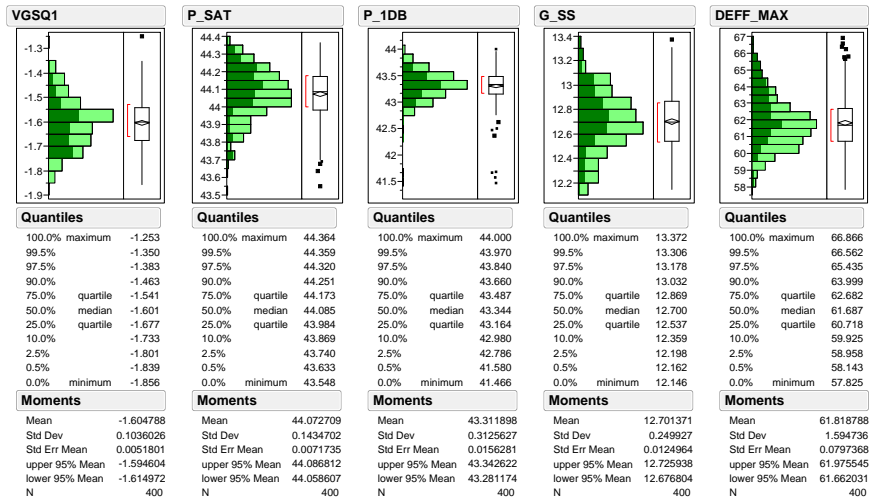 VGSQ1
-1.3
-1.4
-1.5
-1.6
-1.7
-1.8
-1.9
Quantiles
100.0% maximum -1.253
99.5% -1.350
97.5% -1.383
90.0% -1.463
75.0% quartile -1.541
50.0% median -1.601
25.0% quartile -1.677
10.0% -1.733
2.5% -1.801
0.5% -1.839
0.0% minimum -1.856
Moments
Mean -1.604788
Std Dev 0.1036026
Std Err Mean 0.0051801
upper 95% Mean -1.594604
lower 95% Mean -1.614972
N 400
P_SAT
44.4
44.3
44.2
44.1
44
43.9
43.8
43.7
43.6
43.5
Quantiles
100.0% maximum 44.364
99.5% 44.359
97.5% 44.320
90.0% 44.251
75.0% quartile 44.173
50.0% median 44.085
25.0% quartile 43.984
10.0% 43.869
2.5% 43.740
0.5% 43.633
0.0% minimum 43.548
Moments
Mean 44.072709
Std Dev 0.1434702
Std Err Mean 0.0071735
upper 95% Mean 44.086812
lower 95% Mean 44.058607
N 400
P_1DB
44
43.5
43
42.5
42
41.5
Quantiles
100.0% maximum 44.000
99.5% 43.970
97.5% 43.840
90.0% 43.660
75.0% quartile 43.487
50.0% median 43.344
25.0% quartile 43.164
10.0% 42.980
2.5% 42.786
0.5% 41.580
0.0% minimum 41.466
Moments
Mean 43.311898
Std Dev 0.3125627
Std Err Mean 0.0156281
upper 95% Mean 43.342622
lower 95% Mean 43.281174
N 400
G_SS
13.4
13.2
13
12.8
12.6
12.4
12.2
Quantiles
100.0% maximum 13.372
99.5% 13.306
97.5% 13.178
90.0% 13.032
75.0% quartile 12.869
50.0% median 12.700
25.0% quartile 12.537
10.0% 12.359
2.5% 12.198
0.5% 12.162
0.0% minimum 12.146
Moments
Mean 12.701371
Std Dev 0.249927
Std Err Mean 0.0124964
upper 95% Mean 12.725938
lower 95% Mean 12.676804
N 400
DEFF_MAX
67
66
65
64
63
62
61
60
59
58
Quantiles
100.0% maximum 66.866
99.5% 66.562
97.5% 65.435
90.0% 63.999
75.0% quartile 62.682
50.0% median 61.687
25.0% quartile 60.718
10.0% 59.925
2.5% 58.958
0.5% 58.143
0.0% minimum 57.825
Moments
Mean 61.818788
Std Dev 1.594736
Std Err Mean 0.0797368
upper 95% Mean 61.975545
lower 95% Mean 61.662031
N 400